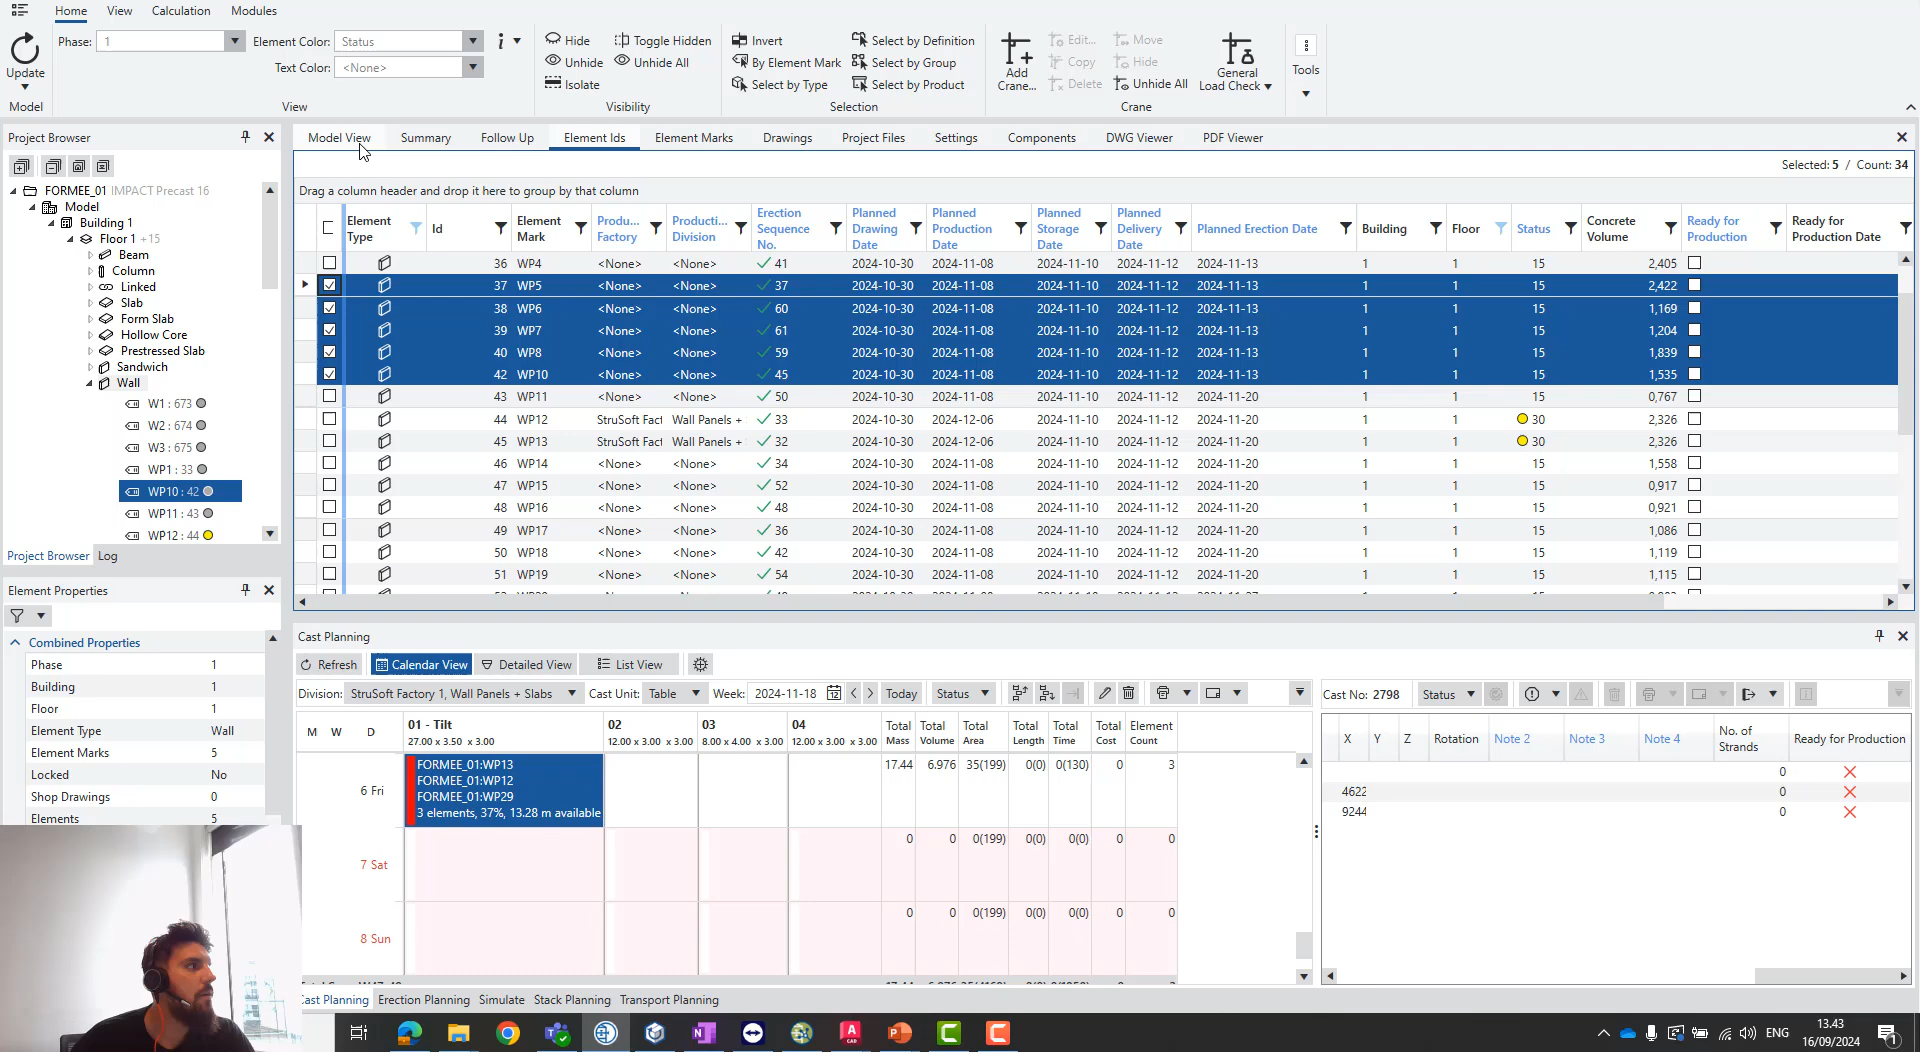 Home View Calculation Modules
Update
Model
Phase: 1
Element Color: Status
Text Color: <None>
View
Hide Toggle Hidden
Unhide Unhide All
Isolate
Visibility
Invert Select by Definition
By Element Mark Select by Group
Select by Type Select by Product
Selection
Add Crane...
Edit... Move
Copy Hide
Delete Unhide All
General Load Check
Crane
Tools
Project Browser
FORMEE_01 IMPACT Precast 16
Model
Building 1
Floor 1 +15
Beam
Column
Linked
Slab
Form Slab
Hollow Core
Prestressed Slab
Sandwich
Wall
W1 : 673
W2 : 674
W3 : 675
WP1 : 33
WP10 : 42
WP11 : 43
WP12 : 44
Project Browser Log
Element Properties
Combined Properties
Phase 1
Building 1
Floor 1
Element Type Wall
Element Marks 5
Locked No
Shop Drawings 0
Elements 5
Model View Summary Follow Up Element Ids Element Marks Drawings Project Files Settings Components DWG Viewer PDF Viewer
Selected: 5 / Count: 34
Drag a column header and drop it here to group by that column
Element Type Id Element Mark Produ... Factory Producti... Division Erection Sequence No. Planned Drawing Date Planned Production Date Planned Storage Date Planned Delivery Date Planned Erection Date Building Floor Status Concrete Volume Ready for Production Ready for Production Date
36 WP4 <None> <None> 41 2024-10-30 2024-11-08 2024-11-10 2024-11-12 2024-11-13 1 1 15 2,405
37 WP5 <None> <None> 37 2024-10-30 2024-11-08 2024-11-10 2024-11-12 2024-11-13 1 1 15 2,422
38 WP6 <None> <None> 60 2024-10-30 2024-11-08 2024-11-10 2024-11-12 2024-11-13 1 1 15 1,169
39 WP7 <None> <None> 61 2024-10-30 2024-11-08 2024-11-10 2024-11-12 2024-11-13 1 1 15 1,204
40 WP8 <None> <None> 59 2024-10-30 2024-11-08 2024-11-10 2024-11-12 2024-11-13 1 1 15 1,839
42 WP10 <None> <None> 45 2024-10-30 2024-11-08 2024-11-10 2024-11-12 2024-11-13 1 1 15 1,535
43 WP11 <None> <None> 50 2024-10-30 2024-11-08 2024-11-10 2024-11-12 2024-11-20 1 1 15 0,767
44 WP12 StruSoft Fact Wall Panels + 33 2024-10-30 2024-12-06 2024-11-10 2024-11-12 2024-11-20 1 1 30 2,326
45 WP13 StruSoft Fact Wall Panels + 32 2024-10-30 2024-12-06 2024-11-10 2024-11-12 2024-11-20 1 1 30 2,326
46 WP14 <None> <None> 34 2024-10-30 2024-11-08 2024-11-10 2024-11-12 2024-11-20 1 1 15 1,558
47 WP15 <None> <None> 52 2024-10-30 2024-11-08 2024-11-10 2024-11-12 2024-11-20 1 1 15 0,917
48 WP16 <None> <None> 48 2024-10-30 2024-11-08 2024-11-10 2024-11-12 2024-11-20 1 1 15 0,921
49 WP17 <None> <None> 36 2024-10-30 2024-11-08 2024-11-10 2024-11-12 2024-11-20 1 1 15 1,086
50 WP18 <None> <None> 42 2024-10-30 2024-11-08 2024-11-10 2024-11-12 2024-11-20 1 1 15 1,119
51 WP19 <None> <None> 54 2024-10-30 2024-11-08 2024-11-10 2024-11-12 2024-11-20 1 1 15 1,115
Cast Planning
Refresh Calendar View Detailed View List View
Division: StruSoft Factory 1, Wall Panels + Slabs Cast Unit: Table Week: 2024-11-18 Today Status
M W D 01 - Tilt 02 03 04 Total Mass Total Volume Total Area Total Length Total Time Total Cost Element Count
27.00 x 3.50 x 3.00 12.00 x 3.00 x 3.00 8.00 x 4.00 x 3.00 12.00 x 3.00 x 3.00
6 Fri
FORMEE_01:WP13
FORMEE_01:WP12
FORMEE_01:WP29
3 elements, 37%, 13.28 m available
17.44 6.976 35(199) 0(0) 0(130) 0 3
7 Sat 0 0 0(199) 0(0) 0(0) 0 0
8 Sun 0 0 0(199) 0(0) 0(0) 0 0
Cast Planning Erection Planning Simulate Stack Planning Transport Planning
Cast No: 2798 Status
X Y Z Rotation Note 2 Note 3 Note 4 No. of Strands Ready for Production
0
4622 0
9244 0
ENG
13.43
16/09/2024
1